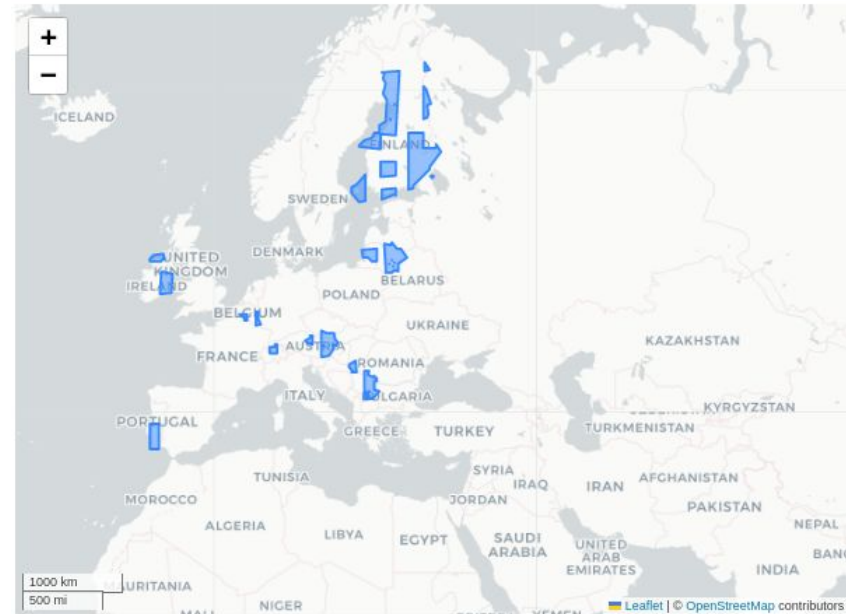 +
−
ICELAND
FINLAND
SWEDEN
UNITED
KINGDOM
DENMARK
IRELAND
BELARUS
POLAND
BELGIUM
UKRAINE
KAZAKHSTAN
FRANCE
AUSTRIA
ROMANIA
ITALY
BULGARIA
KYRGYZSTAN
PORTUGAL
GREECE
TURKEY
TURKMENISTAN
TUNISIA
SYRIA
IRAQ
IRAN
AFGHANISTAN
MOROCCO
JORDAN
PAKISTAN
ALGERIA
LIBYA
EGYPT
SAUDI
ARABIA
UNITED
ARAB
EMIRATES
NEPAL
BANG
INDIA
1000 km
500 mi
AURITANIA
NIGER
Leaflet | © OpenStreetMap contributors